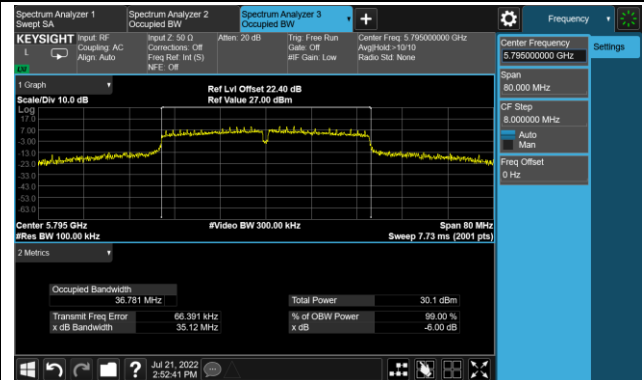 Spectrum Analyzer 1
Swept SA
Spectrum Analyzer 2
Occupied BW
Spectrum Analyzer 3
Occupied BW
Frequency
KEYSIGHT
L
Input: RF
Coupling: AC
Align: Auto
Input Z: 50 Ω
Corrections: Off
Freq Ref: Int (S)
NFE: Off
Atten: 20 dB
Trig: Free Run
Gate: Off
#IF Gain: Low
Center Freq: 5.795000000 GHz
Avg|Hold:>10/10
Radio Std: None
Center Frequency
5.795000000 GHz
Settings
Span
80.000 MHz
CF Step
8.000000 MHz
Auto
Man
Freq Offset
0 Hz
1 Graph
Scale/Div 10.0 dB
Ref Lvl Offset 22.40 dB
Ref Value 27.00 dBm
Log
17.0
7.00
-3.00
-13.0
-23.0
-33.0
-43.0
-53.0
-63.0
Center 5.795 GHz
#Video BW 300.00 kHz
Span 80 MHz
#Res BW 100.00 kHz
Sweep 7.73 ms (2001 pts)
2 Metrics
Occupied Bandwidth
36.781 MHz
Total Power
30.1 dBm
Transmit Freq Error
66.391 kHz
% of OBW Power
99.00 %
x dB Bandwidth
35.12 MHz
x dB
-6.00 dB
Jul 21, 2022
2:52:41 PM